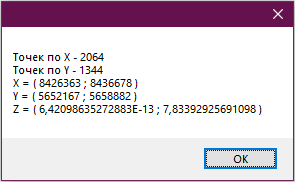 Точек по X - 2064
Точек по Y - 1344
X = ( 8426363 ; 8436678 )
Y = ( 5652167 ; 5658882 )
Z = ( 6,42098635272883E-13 ; 7,83392925691098 )
OK